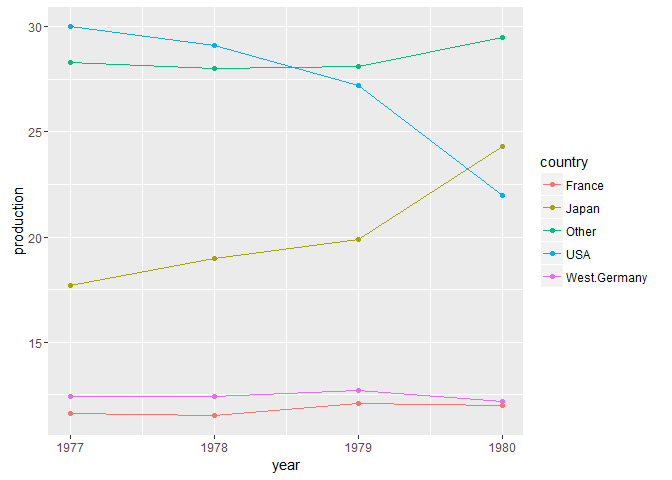 production
30
25
20
15
1977
1978
1979
1980
year
country
France
Japan
Other
USA
West.Germany